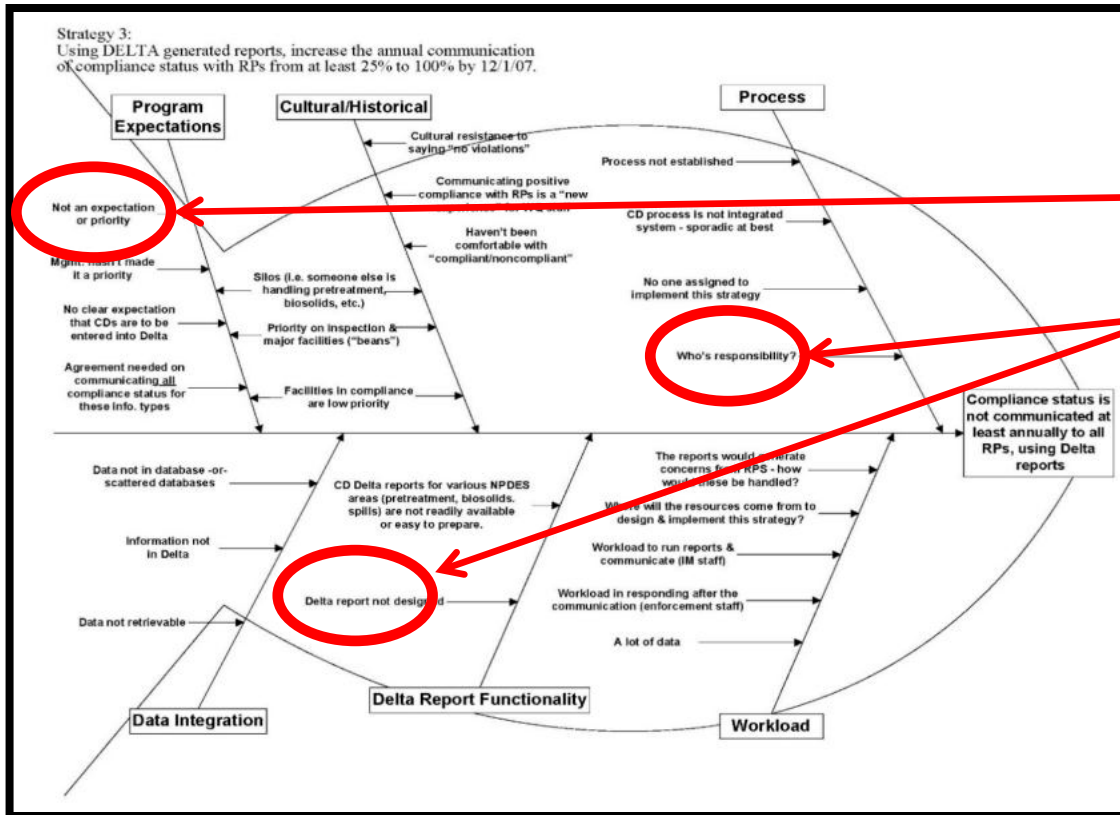 Strategy 3:
Using DELTA generated reports, increase the annual communication
of compliance status with RPs from at least 25% to 100% by 12/1/07.
Program
Expectations
Not an expectation
or priority
Mgmt. hasn't made
it a priority
No clear expectation
that CDs are to be
entered into Delta
Agreement needed on
communicating all
compliance status for
these info. types
Cultural/Historical
Cultural resistance to
saying "no violations"
Communicating positive
compliance with RPs is a "new
Haven't been
comfortable with
"compliant/noncompliant"
Silos (I.e. someone else is
handling pretreatment,
biosolids, etc.)
Priority on inspection &
major facilities ("beans")
Facilities in compliance
are low priority
Process
Process not established
CD process is not integrated
system - sporadic at best
No one assigned to
implement this strategy
Who's responsibility?
Compliance status is
not communicated at
least annually to all
RPs, using Delta
reports
Data not in database -or-
scattered databases
Information not
in Delta
Data not retrievable
Data Integration
CD Delta reports for various NPDES
areas (pretreatment, biosolids.
spills) are not readily available
or easy to prepare.
Delta report not designed
Delta Report Functionality
The reports would generate
concerns from RPS - how
would these be handled?
Where will the resources come from to
design & implement this strategy?
Workload to run reports &
communicate (IM staff)
Workload in responding after the
communication (enforcement staff)
A lot of data
Workload